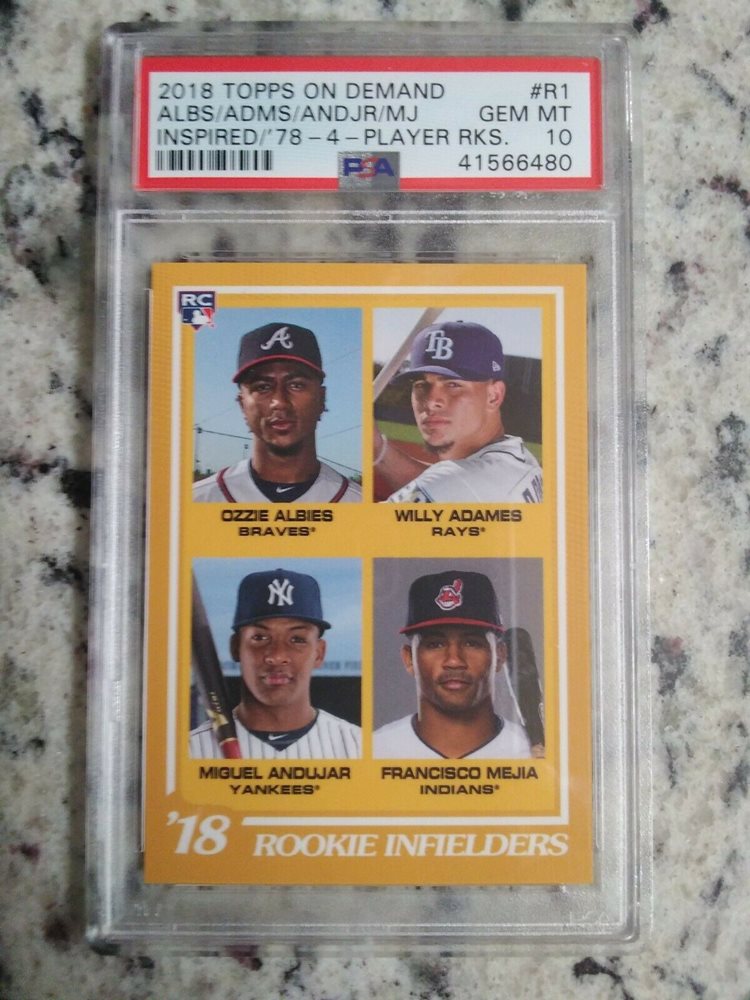 2018 TOPPS ON DEMAND #R1
ALBS/ADMS/ANDJR/MJ GEM MT
INSPIRED/'78-4-PLAYER RKS. 10
PSA 41566480
RC
A
TB
OZZIE ALBIES WILLY ADAMES
BRAVES® RAYS®
NY
MIGUEL ANDUJAR FRANCISCO MEJIA
YANKEES® INDIANS®
'18 ROOKIE INFIELDERS